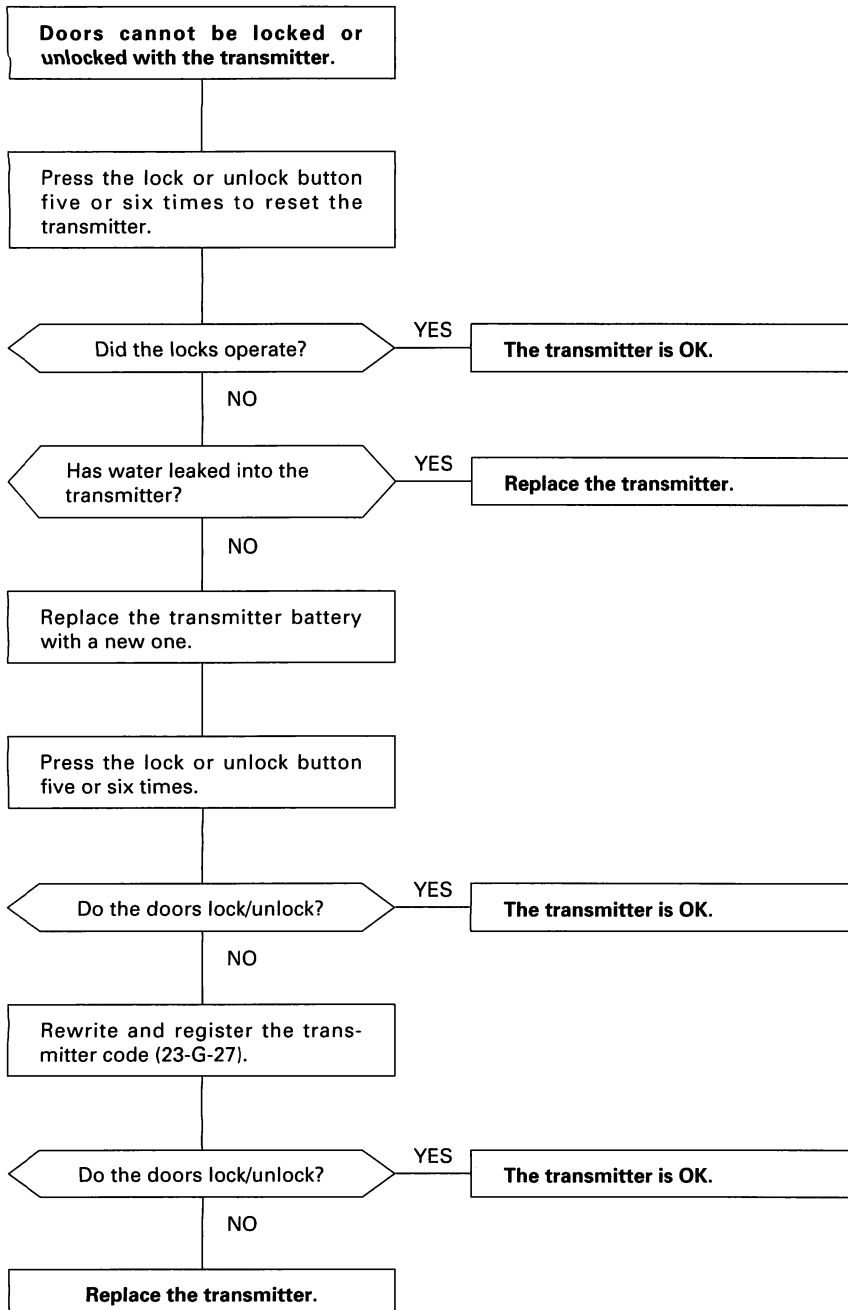 Doors cannot be locked or
unlocked with the transmitter.
Press the lock or unlock button
five or six times to reset the
transmitter.
Did the locks operate?
YES
The transmitter is OK.
NO
Has water leaked into the
transmitter?
YES
Replace the transmitter.
NO
Replace the transmitter battery
with a new one.
Press the lock or unlock button
five or six times.
Do the doors lock/unlock?
YES
The transmitter is OK.
NO
Rewrite and register the trans-
mitter code (23-G-27).
Do the doors lock/unlock?
YES
The transmitter is OK.
NO
Replace the transmitter.